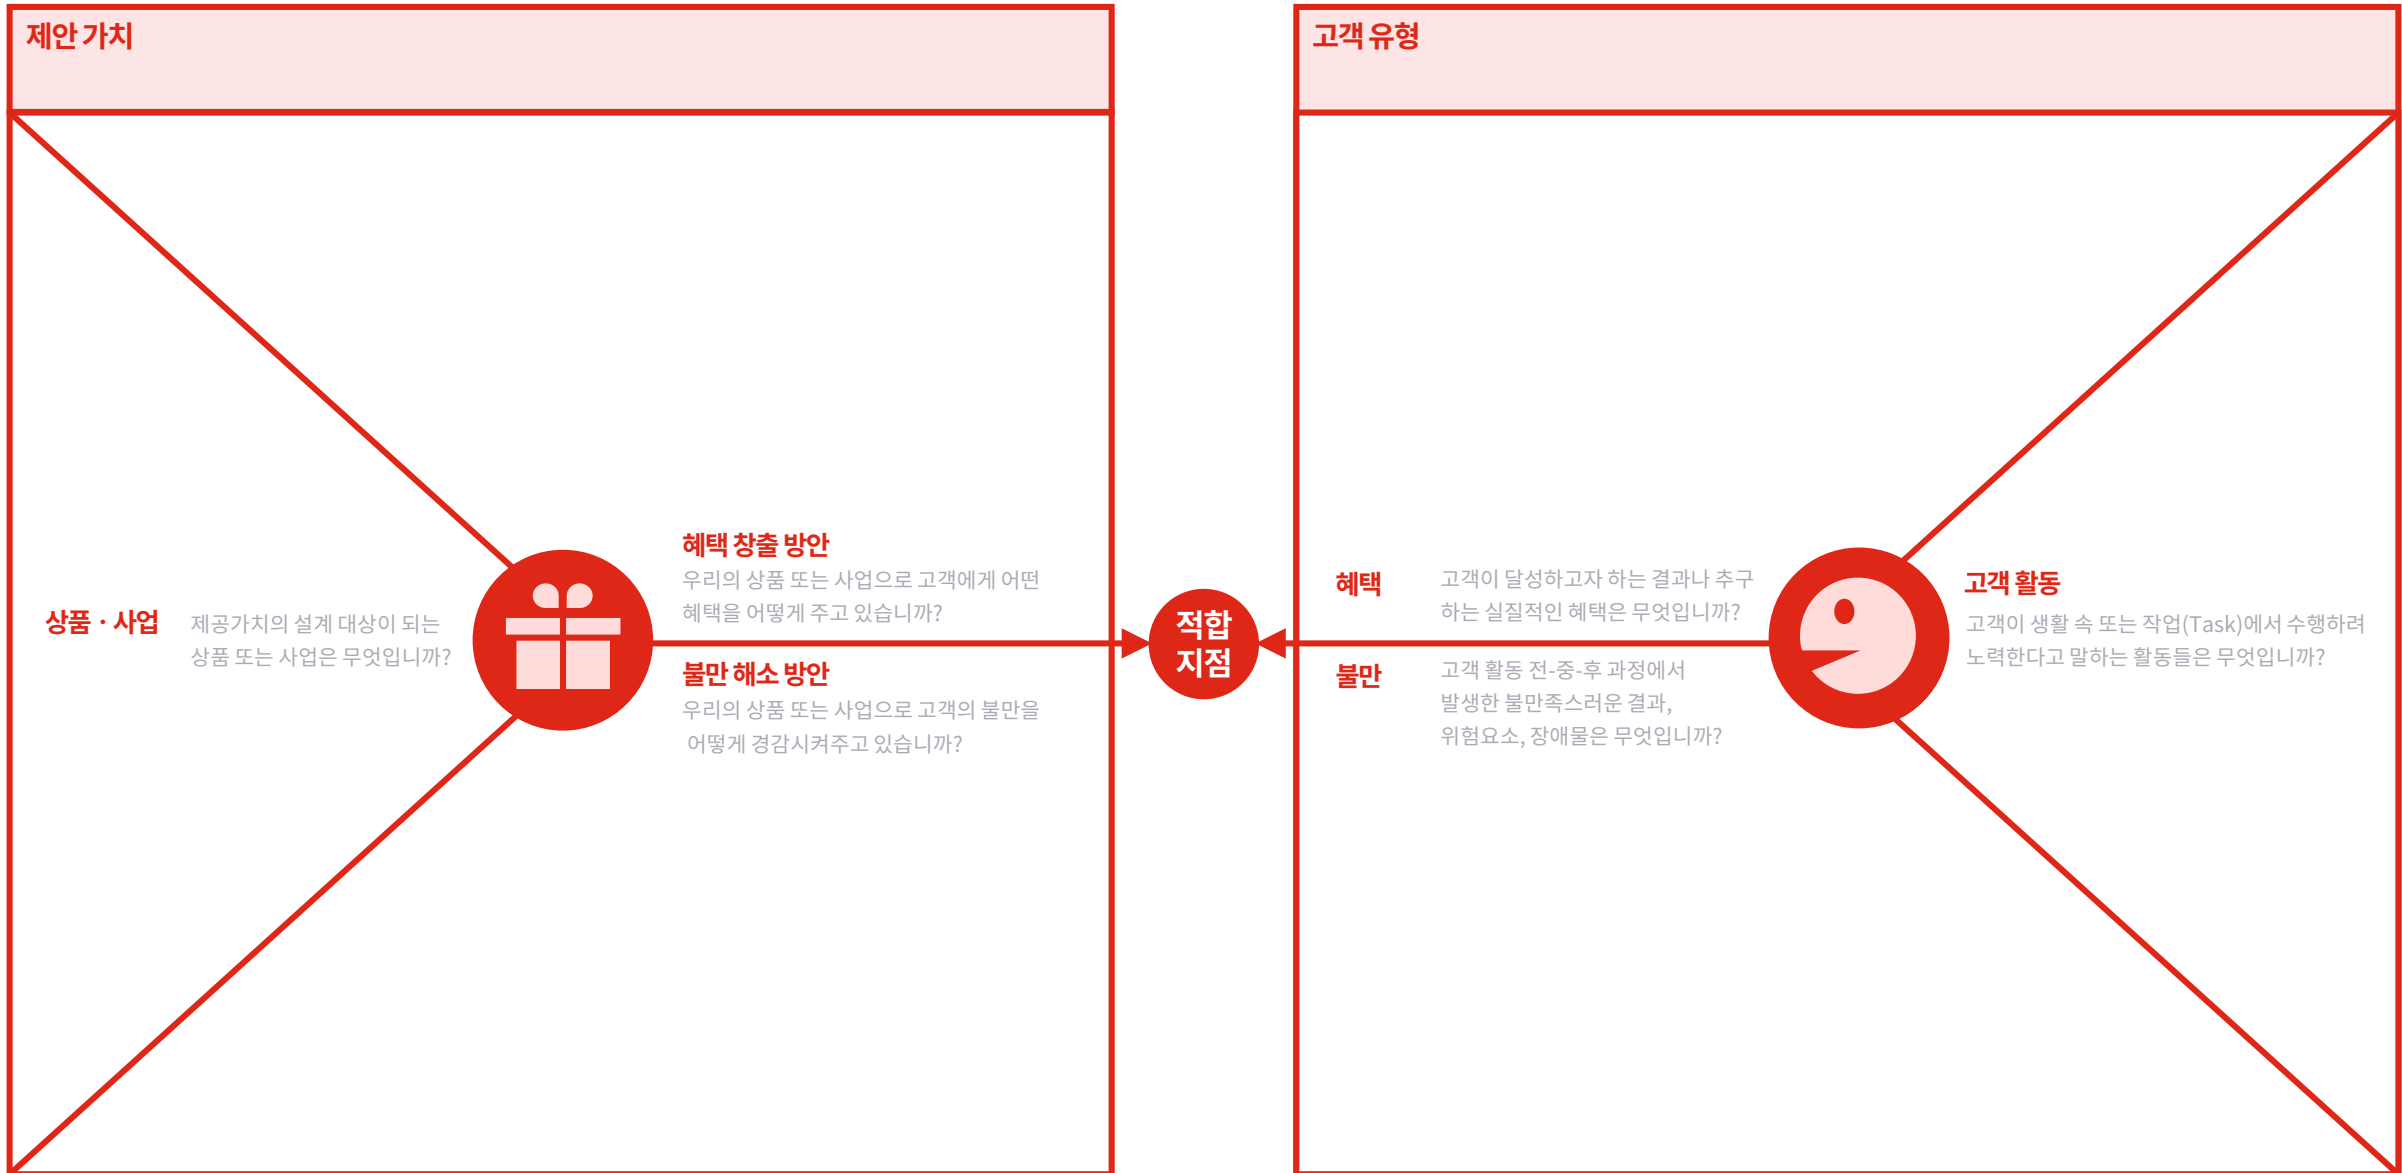 제안 가치
상품 · 사업
제공가치의 설계 대상이 되는
상품 또는 사업은 무엇입니까?
혜택 창출 방안
우리의 상품 또는 사업으로 고객에게 어떤
혜택을 어떻게 주고 있습니까?
불만 해소 방안
우리의 상품 또는 사업으로 고객의 불만을
어떻게 경감시켜주고 있습니까?
적합
지점
고객 유형
혜택
고객이 달성하고자 하는 결과나 추구
하는 실질적인 혜택은 무엇입니까?
불만
고객 활동 전-중-후 과정에서
발생한 불만족스러운 결과,
위험요소, 장애물은 무엇입니까?
고객 활동
고객이 생활 속 또는 작업(Task)에서 수행하려
노력한다고 말하는 활동들은 무엇입니까?